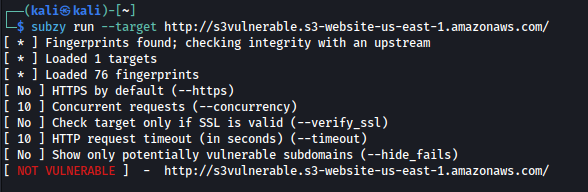 ┌──(kali㉿kali)-[~]
└─$ subzy run --target http://s3vulnerable.s3-website-us-east-1.amazonaws.com/
[ * ] Fingerprints found; checking integrity with an upstream
[ * ] Loaded 1 targets
[ * ] Loaded 76 fingerprints
[ No ] HTTPS by default (--https)
[ 10 ] Concurrent requests (--concurrency)
[ No ] Check target only if SSL is valid (--verify_ssl)
[ 10 ] HTTP request timeout (in seconds) (--timeout)
[ No ] Show only potentially vulnerable subdomains (--hide_fails)
[ NOT VULNERABLE ] - http://s3vulnerable.s3-website-us-east-1.amazonaws.com/